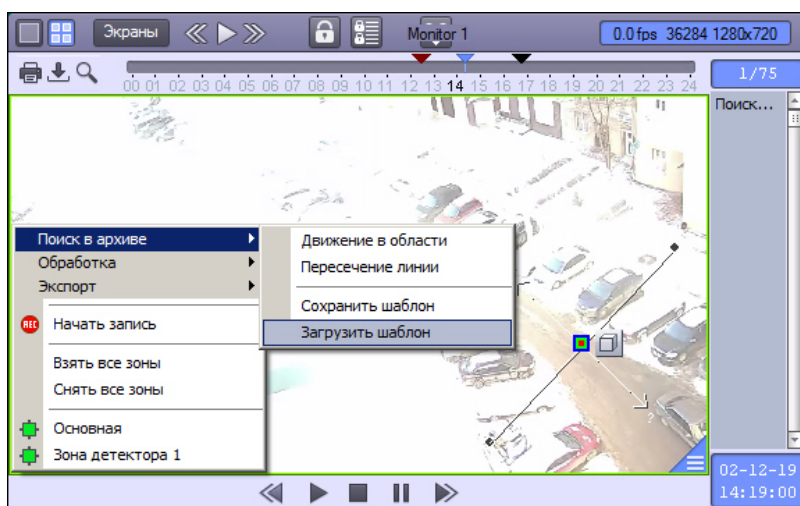 Экраны
Monitor 1
0.0 fps 36284 1280x720
00 01 02 03 04 05 06 07 08 09 10 11 12 13 14 15 16 17 18 19 20 21 22 23 24
1/75
Поиск...
Поиск в архиве
Обработка
Экспорт
Начать запись
Взять все зоны
Снять все зоны
Основная
Зона детектора 1
Движение в области
Пересечение линии
Сохранить шаблон
Загрузить шаблон
REC
?
02-12-19
14:19:00